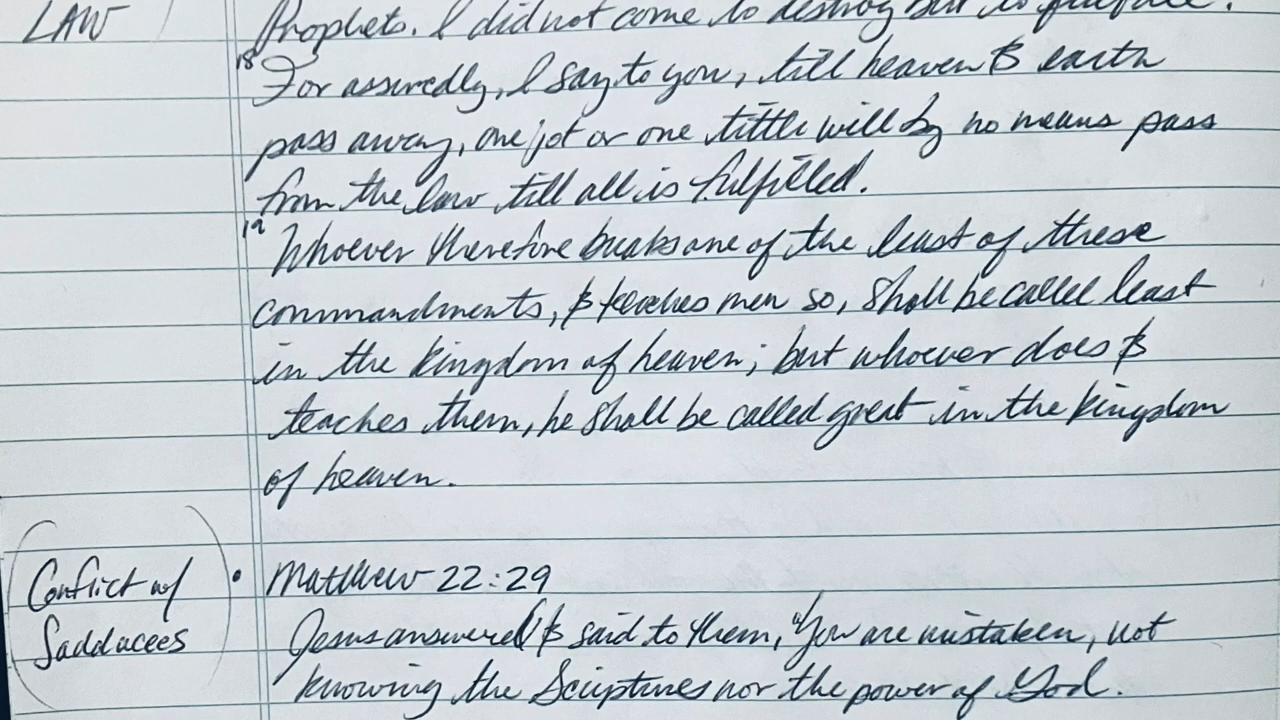 LAW Prophets. I did not come to destroy but to fulfill.
18 For assuredly, I say to you, till heaven & earth
pass away, one jot or one tittle will by no means pass
from the law till all is fulfilled.
19 Whoever therefore breaks one of the least of these
commandments, & teaches men so, shall be called least
in the kingdom of heaven; but whoever does &
teaches them, he shall be called great in the kingdom
of heaven.
Conflict w/ • Matthew 22:29
Sadducees Jesus answered & said to them, "You are mistaken, not
knowing the Scriptures nor the power of God.